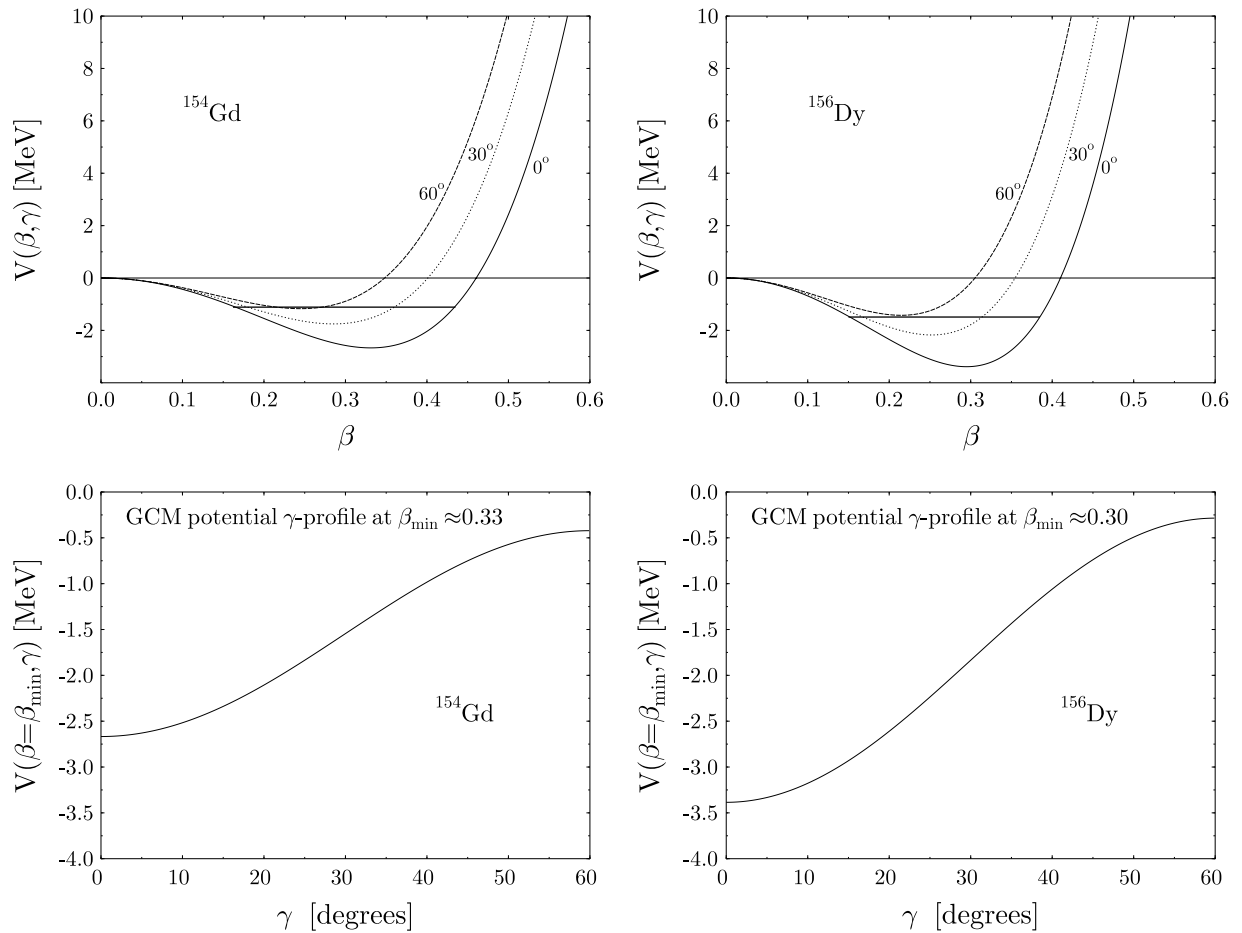 V(β,γ) [MeV]
10
8
6
4
2
0
-2
¹⁵⁴Gd
60°
30°
0°
0.0 0.1 0.2 0.3 0.4 0.5 0.6
β
V(β,γ) [MeV]
10
8
6
4
2
0
-2
¹⁵⁶Dy
60°
30°
0°
0.0 0.1 0.2 0.3 0.4 0.5 0.6
β
V(β=βmin,γ) [MeV]
0.0
-0.5
-1.0
-1.5
-2.0
-2.5
-3.0
-3.5
-4.0
GCM potential γ-profile at βmin ≈0.33
¹⁵⁴Gd
0 10 20 30 40 50 60
γ [degrees]
V(β=βmin,γ) [MeV]
0.0
-0.5
-1.0
-1.5
-2.0
-2.5
-3.0
-3.5
-4.0
GCM potential γ-profile at βmin ≈0.30
¹⁵⁶Dy
0 10 20 30 40 50 60
γ [degrees]